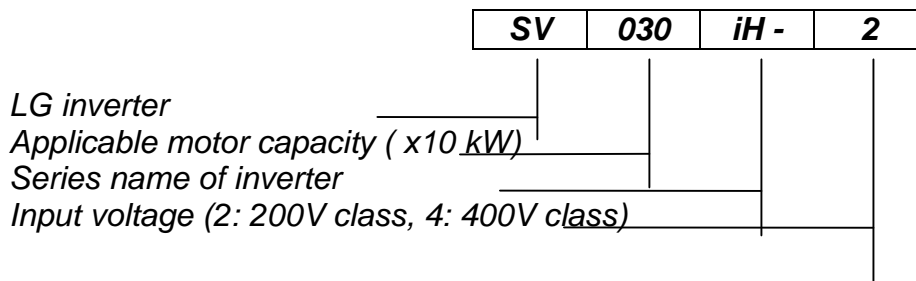 SV 030 iH - 2
LG inverter
Applicable motor capacity ( x10 kW)
Series name of inverter
Input voltage (2: 200V class, 4: 400V class)